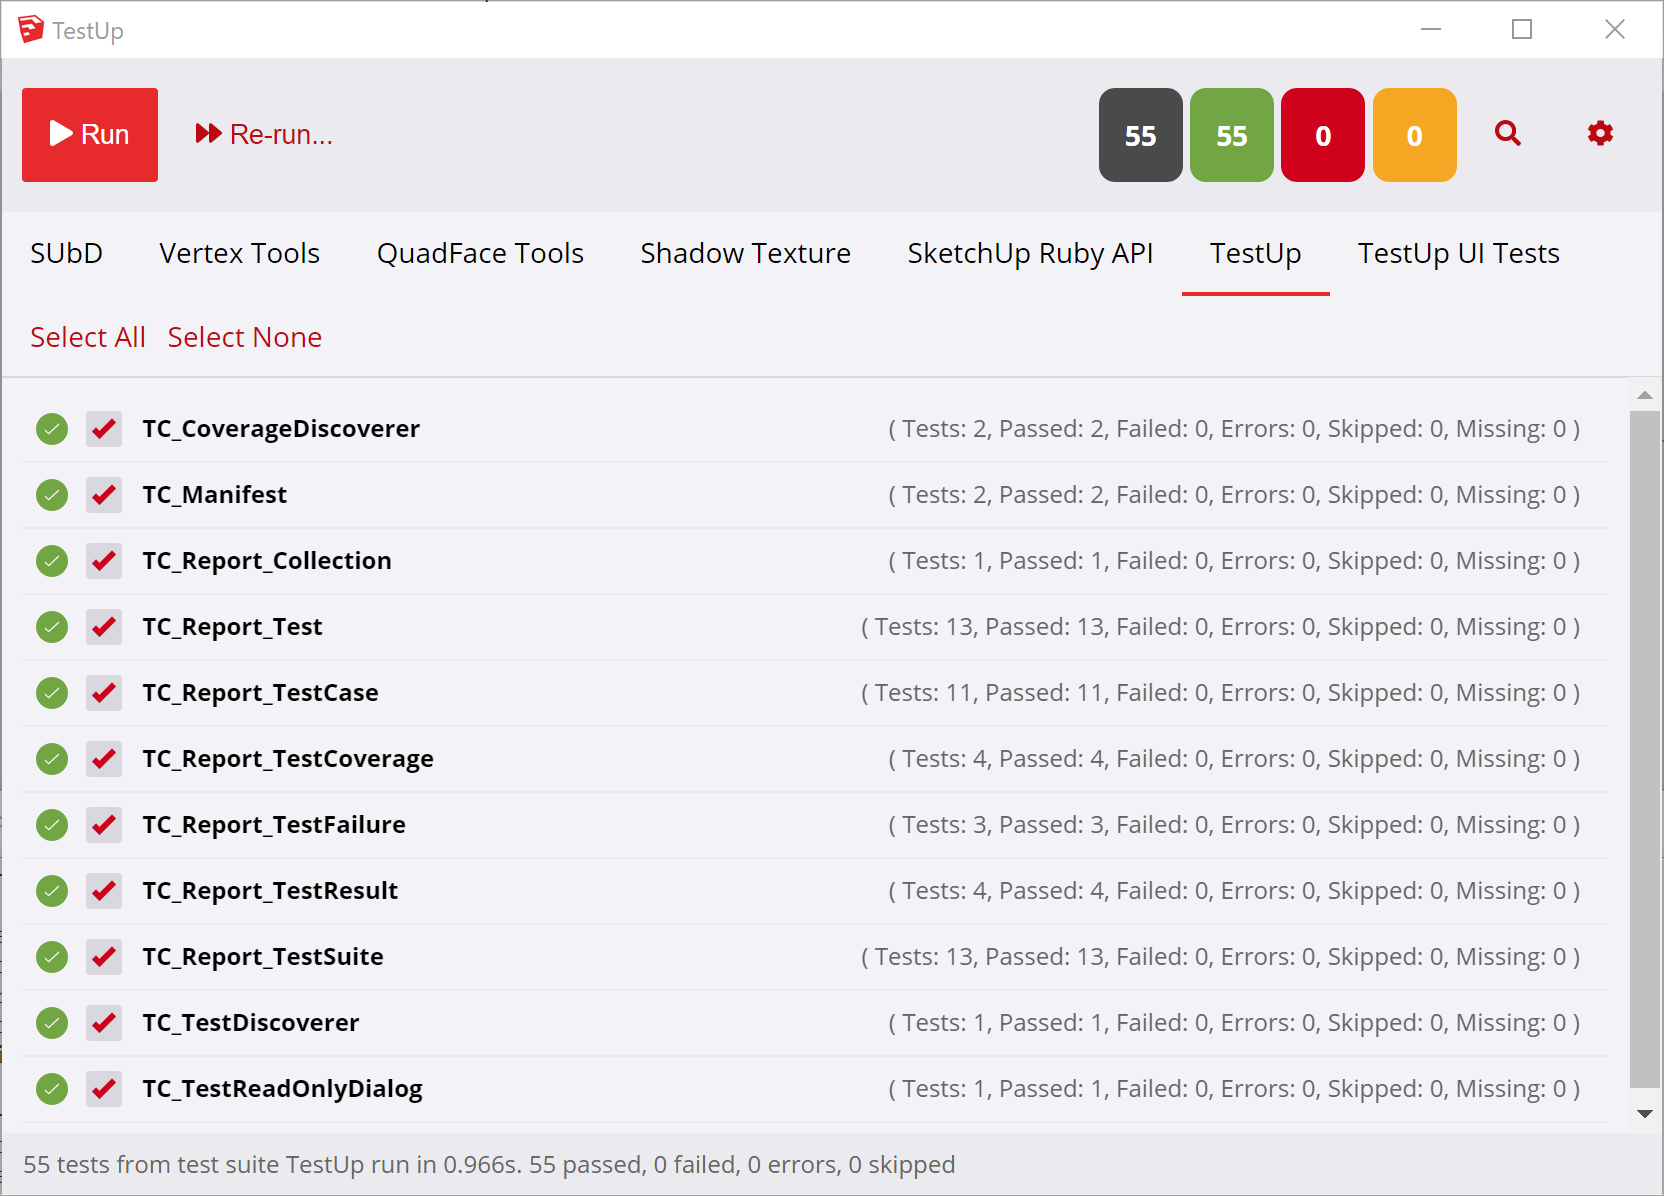 TestUp
Run Re-run... 55 55 0 0
SUbD Vertex Tools QuadFace Tools Shadow Texture SketchUp Ruby API TestUp TestUp UI Tests
Select All Select None
TC_CoverageDiscoverer ( Tests: 2, Passed: 2, Failed: 0, Errors: 0, Skipped: 0, Missing: 0 )
TC_Manifest ( Tests: 2, Passed: 2, Failed: 0, Errors: 0, Skipped: 0, Missing: 0 )
TC_Report_Collection ( Tests: 1, Passed: 1, Failed: 0, Errors: 0, Skipped: 0, Missing: 0 )
TC_Report_Test ( Tests: 13, Passed: 13, Failed: 0, Errors: 0, Skipped: 0, Missing: 0 )
TC_Report_TestCase ( Tests: 11, Passed: 11, Failed: 0, Errors: 0, Skipped: 0, Missing: 0 )
TC_Report_TestCoverage ( Tests: 4, Passed: 4, Failed: 0, Errors: 0, Skipped: 0, Missing: 0 )
TC_Report_TestFailure ( Tests: 3, Passed: 3, Failed: 0, Errors: 0, Skipped: 0, Missing: 0 )
TC_Report_TestResult ( Tests: 4, Passed: 4, Failed: 0, Errors: 0, Skipped: 0, Missing: 0 )
TC_Report_TestSuite ( Tests: 13, Passed: 13, Failed: 0, Errors: 0, Skipped: 0, Missing: 0 )
TC_TestDiscoverer ( Tests: 1, Passed: 1, Failed: 0, Errors: 0, Skipped: 0, Missing: 0 )
TC_TestReadOnlyDialog ( Tests: 1, Passed: 1, Failed: 0, Errors: 0, Skipped: 0, Missing: 0 )
55 tests from test suite TestUp run in 0.966s. 55 passed, 0 failed, 0 errors, 0 skipped